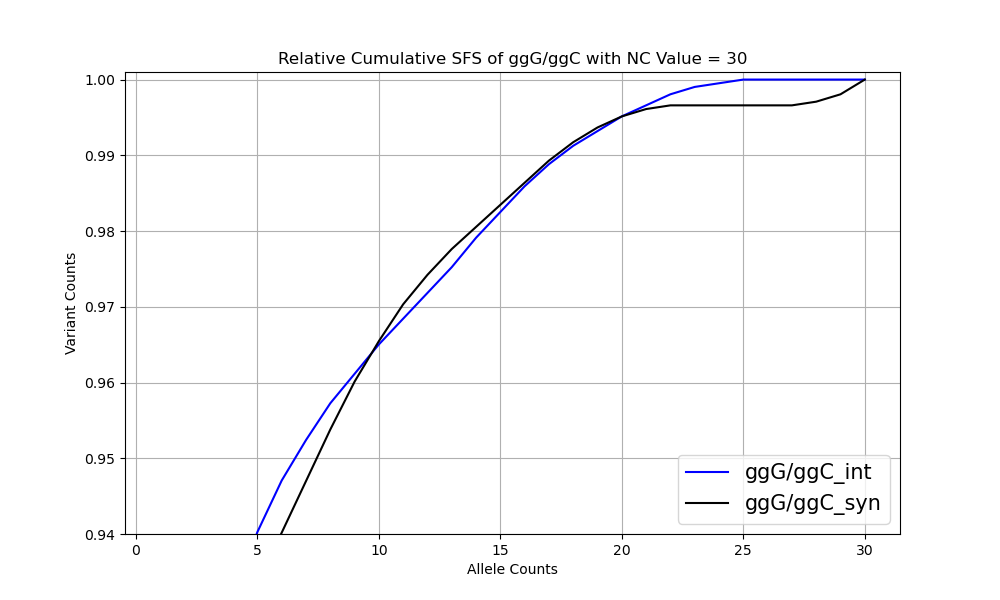 Relative Cumulative SFS of ggG/ggC with NC Value = 30
Variant Counts
1.00
0.99
0.98
0.97
0.96
0.95
0.94
0 5 10 15 20 25 30
Allele Counts
ggG/ggC_int
ggG/ggC_syn